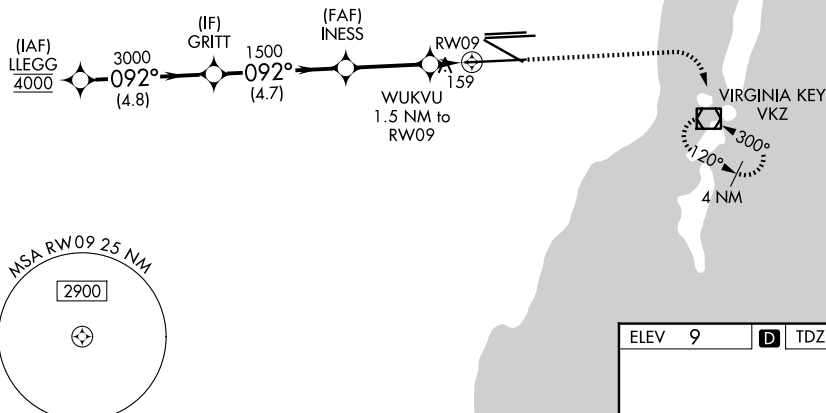 (IAF)
LLEGG
4000
3000
092°
(4.8)
(IF)
GRITT
1500
092°
(4.7)
(FAF)
INESS
WUKVU
1.5 NM to
RW09
RW09
159
VIRGINIA KEY
VKZ
300°
120°
4 NM
MSA RW09 25 NM
2900
ELEV 9
D
TDZ